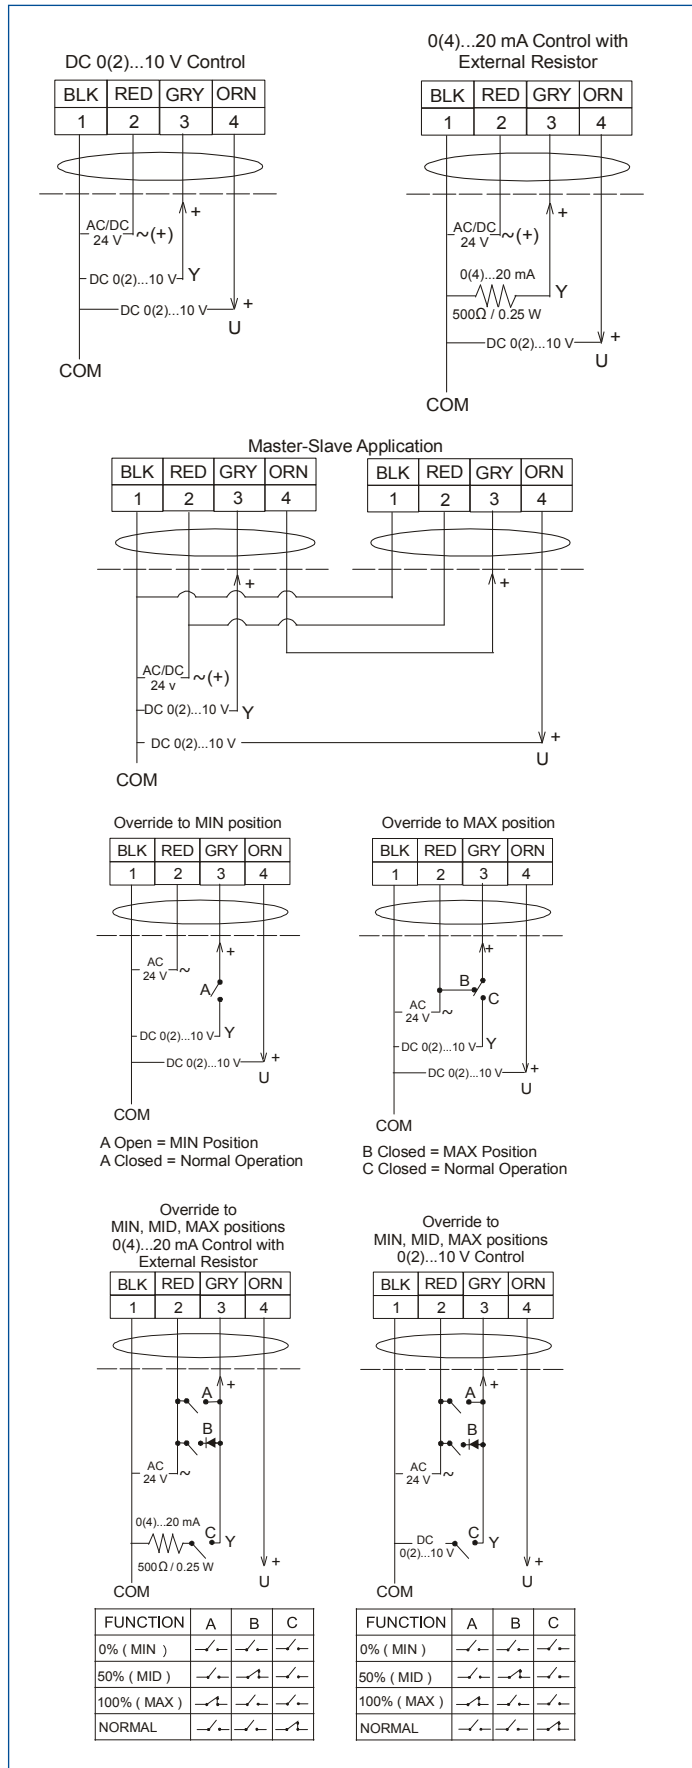 DC 0(2)...10 V Control
BLK RED GRY ORN
1 2 3 4
+
AC/DC
24 V ~(+)
DC 0(2)...10 V Y
DC 0(2)...10 V +
U
COM
0(4)...20 mA Control with
External Resistor
BLK RED GRY ORN
1 2 3 4
+
AC/DC
24 V ~(+)
0(4)...20 mA
Y
500Ω / 0.25 W
DC 0(2)...10 V +
U
COM
Master-Slave Application
BLK RED GRY ORN BLK RED GRY ORN
1 2 3 4 1 2 3 4
+ +
AC/DC
24 v ~(+)
DC 0(2)...10 V Y
DC 0(2)...10 V +
U
COM
Override to MIN position
BLK RED GRY ORN
1 2 3 4
+
AC
24 V ~
A
DC 0(2)...10 V Y
DC 0(2)...10 V +
U
COM
A Open = MIN Position
A Closed = Normal Operation
Override to MAX position
BLK RED GRY ORN
1 2 3 4
+
B
C
AC
24 V ~
DC 0(2)...10 V Y
DC 0(2)...10 V +
U
COM
B Closed = MAX Position
C Closed = Normal Operation
Override to
MIN, MID, MAX positions
0(4)...20 mA Control with
External Resistor
BLK RED GRY ORN
1 2 3 4
A +
B
AC
24 V ~
0(4)...20 mA
C Y
500Ω / 0.25 W
+
U
COM
FUNCTION A B C
0% ( MIN )
50% ( MID )
100% ( MAX )
NORMAL
Override to
MIN, MID, MAX positions
0(2)...10 V Control
BLK RED GRY ORN
1 2 3 4
A +
B
AC
24 V ~
DC
0(2)...10 V
C Y
+
U
COM
FUNCTION A B C
0% ( MIN )
50% ( MID )
100% ( MAX )
NORMAL